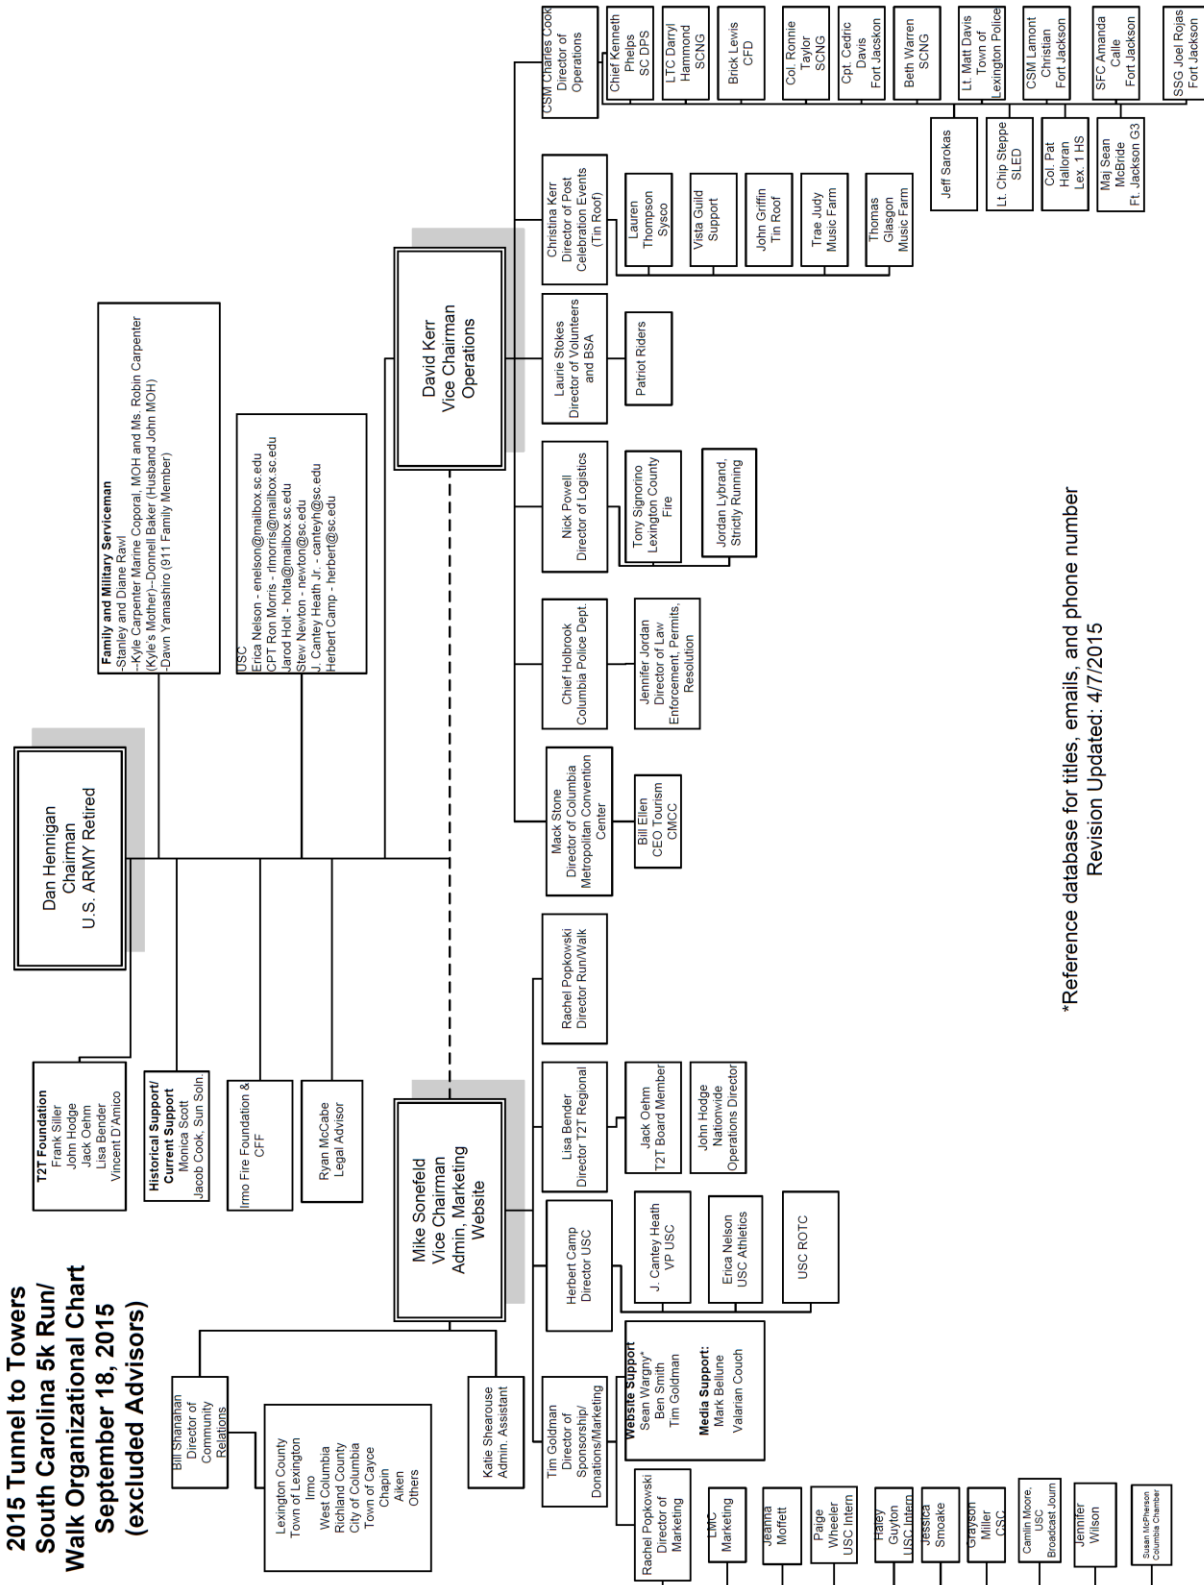 2015 Tunnel to Towers
South Carolina 5k Run/
Walk Organizational Chart
September 18, 2015
(excluded Advisors)
Dan Hennigan
Chairman
U.S. ARMY Retired
T2T Foundation
Frank Siller
John Hodge
Jack Oehm
Lisa Bender
Vincent D'Amico
Historical Support/
Current Support
Monica Scott
Jacob Cook, Sun Soln.
Irmo Fire Foundation &
CFF
Ryan McCabe
Legal Advisor
Family and Military Serviceman
-Stanley and Diane Rawl
--Kyle Carpenter Marine Coporal, MOH and Ms. Robin Carpenter
(Kyle's Mother)--Donnell Baker (Husband John MOH)
-Dawn Yamashiro (911 Family Member)
USC
Erica Nelson - enelson@mailbox.sc.edu
CPT Ron Morris - rlmorris@mailbox.sc.edu
Jarod Holt - holta@mailbox.sc.edu
Stew Newton - newton@sc.edu
J. Cantey Heath Jr. - canteyh@sc.edu
Herbert Camp - herbert@sc.edu
Bill Shanahan
Director of
Community
Relations
Lexington County
Town of Lexington
Irmo
West Columbia
Richland County
City of Columbia
Town of Cayce
Chapin
Aiken
Others
Katie Shearouse
Admin. Assistant
Mike Sonefeld
Vice Chairman
Admin, Marketing
Website
David Kerr
Vice Chairman
Operations
Tim Goldman
Director of
Sponsorship/
Donations/Marketing
Website Support
Sean Wargny*
Ben Smith
Tim Goldman
Media Support:
Mark Bellune
Valarian Couch
Rachel Popkowski
Director of
Marketing
LMC
Marketing
Jeanna
Moffett
Paige
Wheeler
USC Intern
Haley
Guyton
USC Intern
Jessica
Smoake
Grayson
Miller
CSC
Camlin Moore,
USC
Broadcast Journ
Jennifer
Wilson
Susan McPherson
Columbia Chamber
Herbert Camp
Director USC
J. Cantey Heath
VP USC
Erica Nelson
USC Athletics
USC ROTC
Lisa Bender
Director T2T Regional
Jack Oehm
T2T Board Member
John Hodge
Nationwide
Operations Director
Rachel Popkowski
Director Run/Walk
Mack Stone
Director of Columbia
Metropolitan Convention
Center
Bill Ellen
CEO Tourism
CMCC
Chief Holbrook
Columbia Police Dept.
Jennifer Jordan
Director of Law
Enforcement, Permits,
Resolution
Nick Powell
Director of Logistics
Tony Signorino
Lexington County
Fire
Jordan Lybrand,
Strictly Running
Laurie Stokes
Director of Volunteers
and BSA
Patriot Riders
Christina Kerr
Director of Post
Celebration Events
(Tin Roof)
Lauren
Thompson
Sysco
Vista Guild
Support
John Griffin
Tin Roof
Trae Judy
Music Farm
Thomas
Glasgon
Music Farm
CSM Charles Cook
Director of
Operations
Chief Kenneth
Phelps
SC DPS
LTC Darryl
Hammond
SCNG
Brick Lewis
CFD
Col. Ronnie
Taylor
SCNG
Cpt. Cedric
Davis
Fort Jacskon
Beth Warren
SCNG
Lt. Matt Davis
Town of
Lexington Police
CSM Lamont
Christian
Fort Jackson
SFC Amanda
Calle
Fort Jackson
SSG Joel Rojas
Fort Jackson
Jeff Sarokas
Lt. Chip Steppe
SLED
Col. Pat
Halloran
Lex. 1 HS
Maj Sean
McBride
Ft. Jackson G3
*Reference database for titles, emails, and phone number
Revision Updated: 4/7/2015